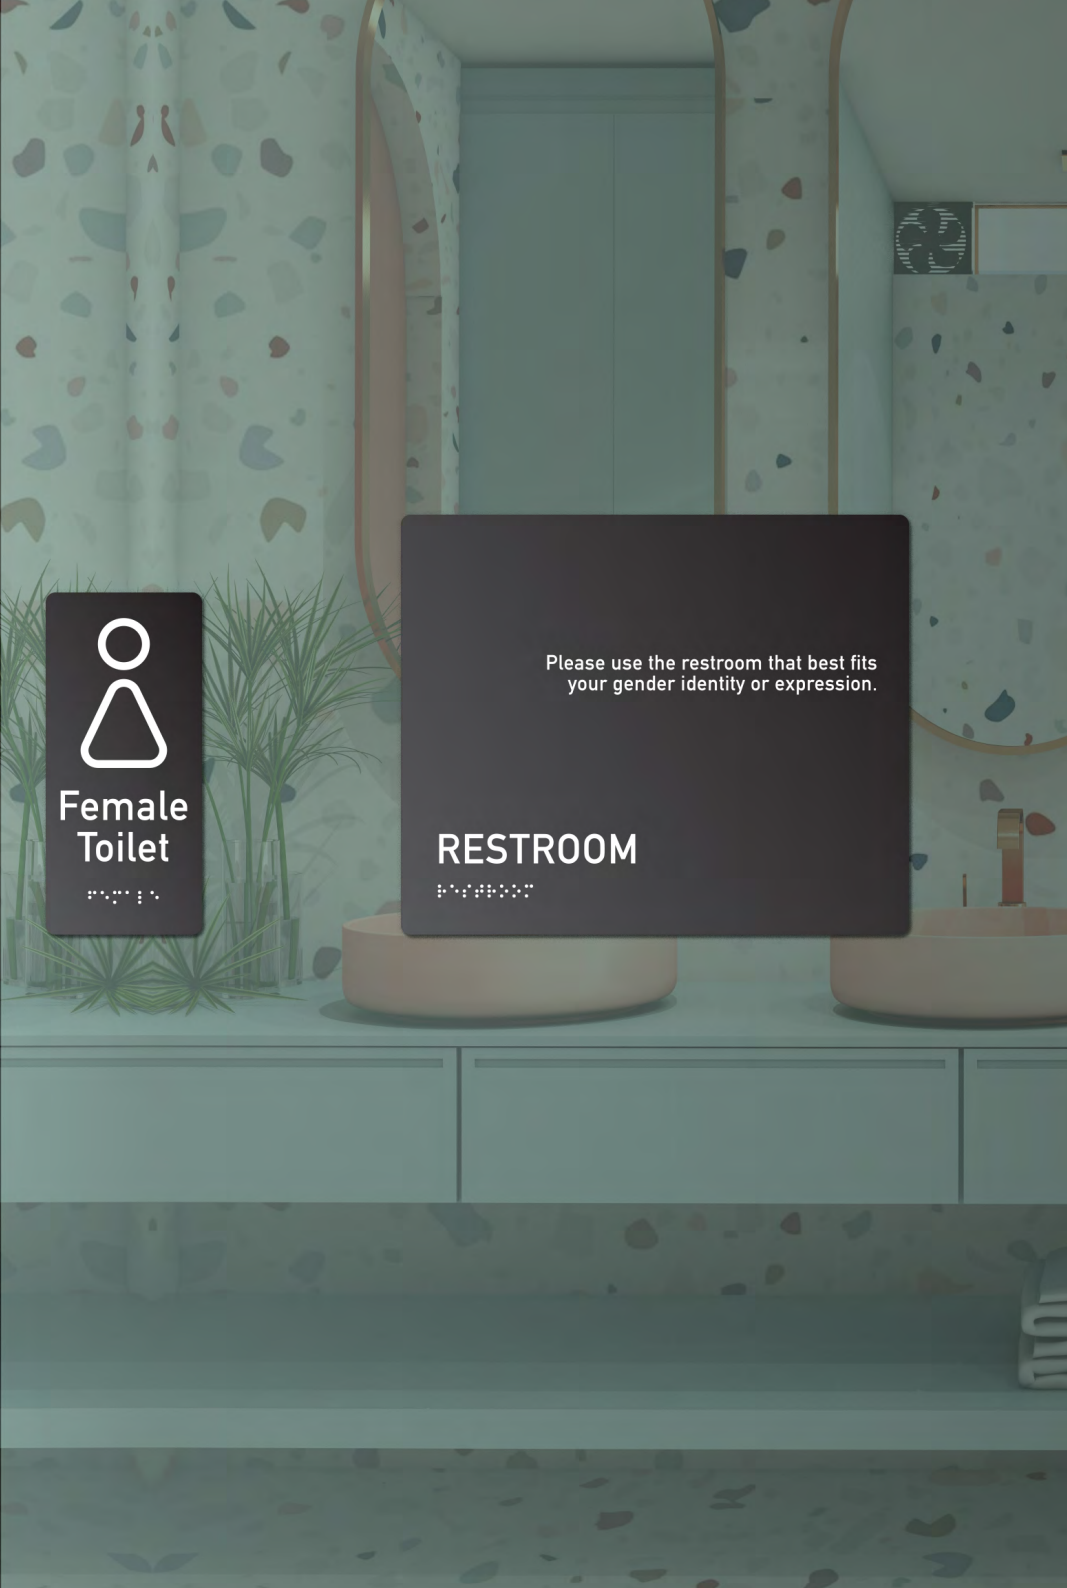 Female
Toilet
⠋⠑⠍⠁⠇⠑
Please use the restroom that best fits
your gender identity or expression.
RESTROOM
⠗⠑⠎⠞⠗⠕⠕⠍